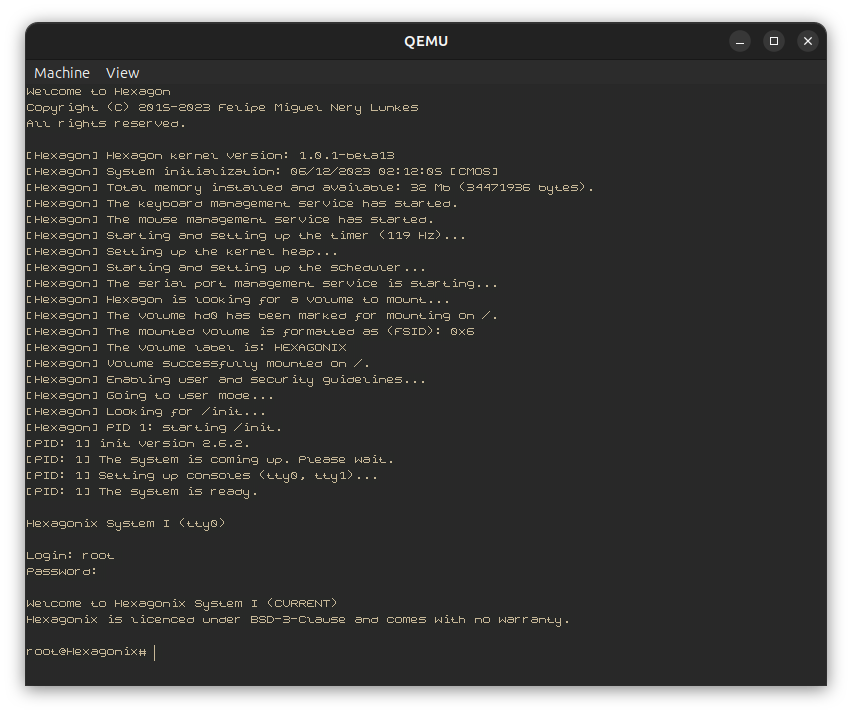 QEMU
Machine View
Welcome to Hexagon
Copyright (C) 2015-2023 Felipe Miguel Nery Lunkes
All rights reserved.
[Hexagon] Hexagon kernel version: 1.0.1-beta13
[Hexagon] System initialization: 06/12/2023 02:12:05 [CMOS]
[Hexagon] Total memory installed and available: 32 Mb (34471936 bytes).
[Hexagon] The keyboard management service has started.
[Hexagon] The mouse management service has started.
[Hexagon] Starting and setting up the timer (119 Hz)...
[Hexagon] Setting up the kernel heap...
[Hexagon] Starting and setting up the scheduler...
[Hexagon] The serial port management service is starting...
[Hexagon] Hexagon is looking for a volume to mount...
[Hexagon] The volume hd0 has been marked for mounting on /.
[Hexagon] The mounted volume is formatted as (FSID): 0x6
[Hexagon] The volume label is: HEXAGONIX
[Hexagon] Volume successfully mounted on /.
[Hexagon] Enabling user and security guidelines...
[Hexagon] Going to user mode...
[Hexagon] Looking for /init...
[Hexagon] PID 1: starting /init.
[PID: 1] init version 2.6.2.
[PID: 1] The system is coming up. Please wait.
[PID: 1] Setting up consoles (tty0, tty1)...
[PID: 1] The system is ready.
Hexagonix System I (tty0)
Login: root
Password:
Welcome to Hexagonix System I (CURRENT)
Hexagonix is licenced under BSD-3-Clause and comes with no warranty.
root@Hexagonix#